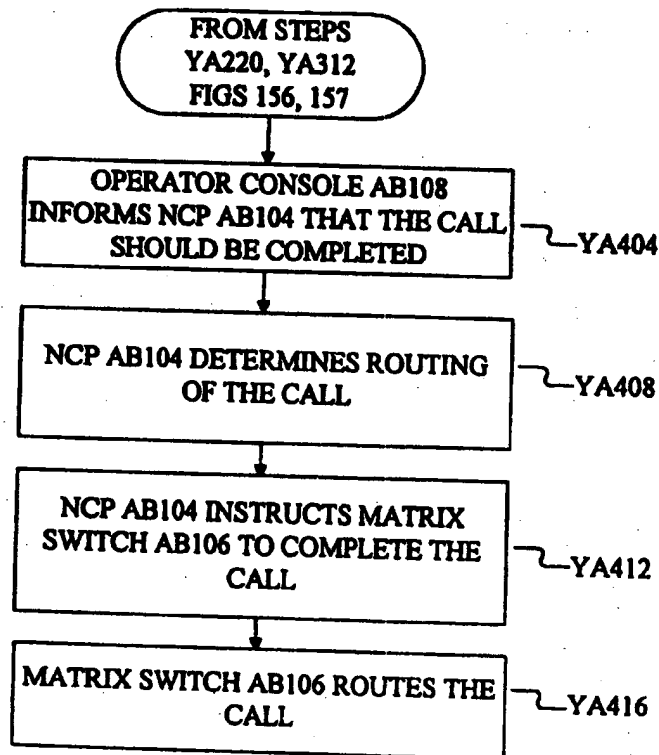 FROM STEPS
YA220, YA312
FIGS 156, 157
OPERATOR CONSOLE AB108
INFORMS NCP AB104 THAT THE CALL
SHOULD BE COMPLETED
YA404
NCP AB104 DETERMINES ROUTING
OF THE CALL
YA408
NCP AB104 INSTRUCTS MATRIX
SWITCH AB106 TO COMPLETE THE
CALL
YA412
MATRIX SWITCH AB106 ROUTES THE
CALL
YA416